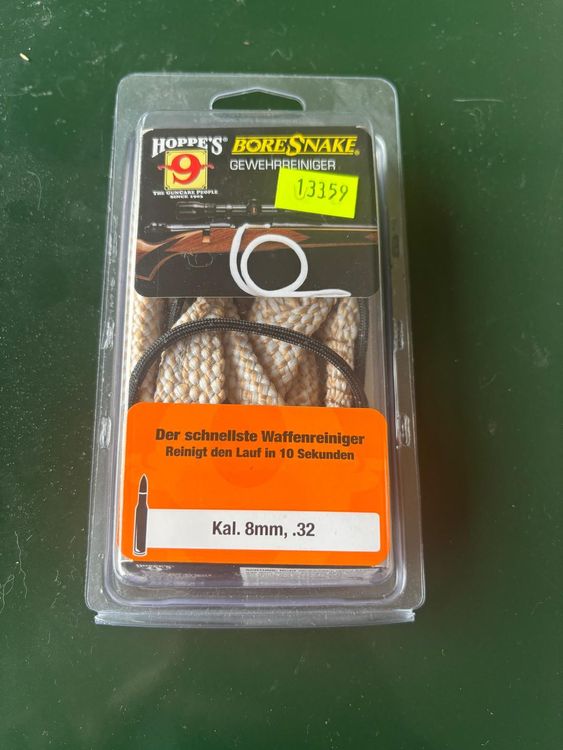 HOPPE'S®
9
THE GUNCARE PEOPLE
SINCE 1903
BORESNAKE®
GEWEHRREINIGER
13359
Der schnellste Waffenreiniger
Reinigt den Lauf in 10 Sekunden
Kal. 8mm, .32